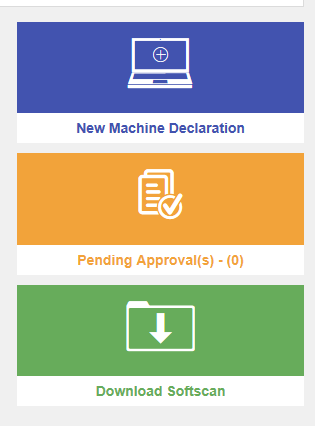 New Machine Declaration
Pending Approval(s) - (0)
Download Softscan